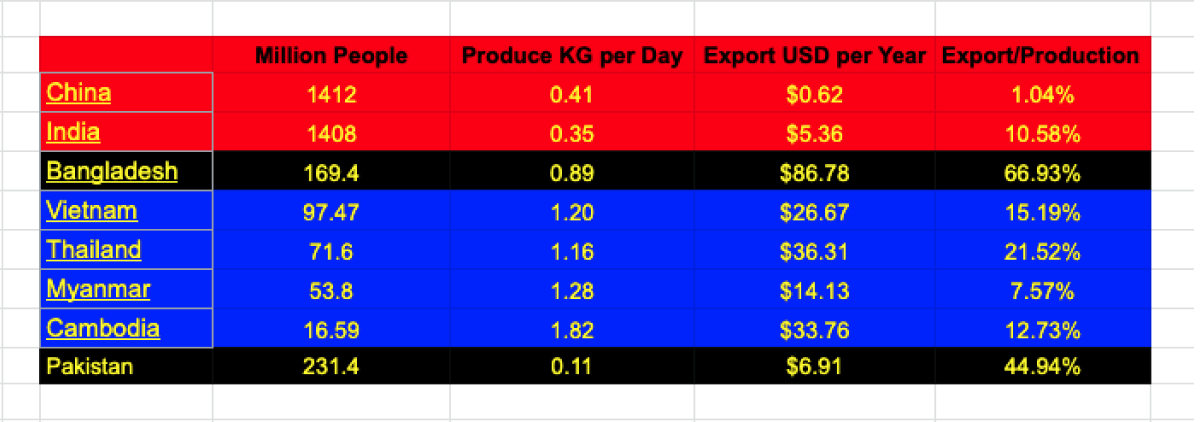 Million People Produce KG per Day Export USD per Year Export/Production
China 1412 0.41 $0.62 1.04%
India 1408 0.35 $5.36 10.58%
Bangladesh 169.4 0.89 $86.78 66.93%
Vietnam 97.47 1.20 $26.67 15.19%
Thailand 71.6 1.16 $36.31 21.52%
Myanmar 53.8 1.28 $14.13 7.57%
Cambodia 16.59 1.82 $33.76 12.73%
Pakistan 231.4 0.11 $6.91 44.94%